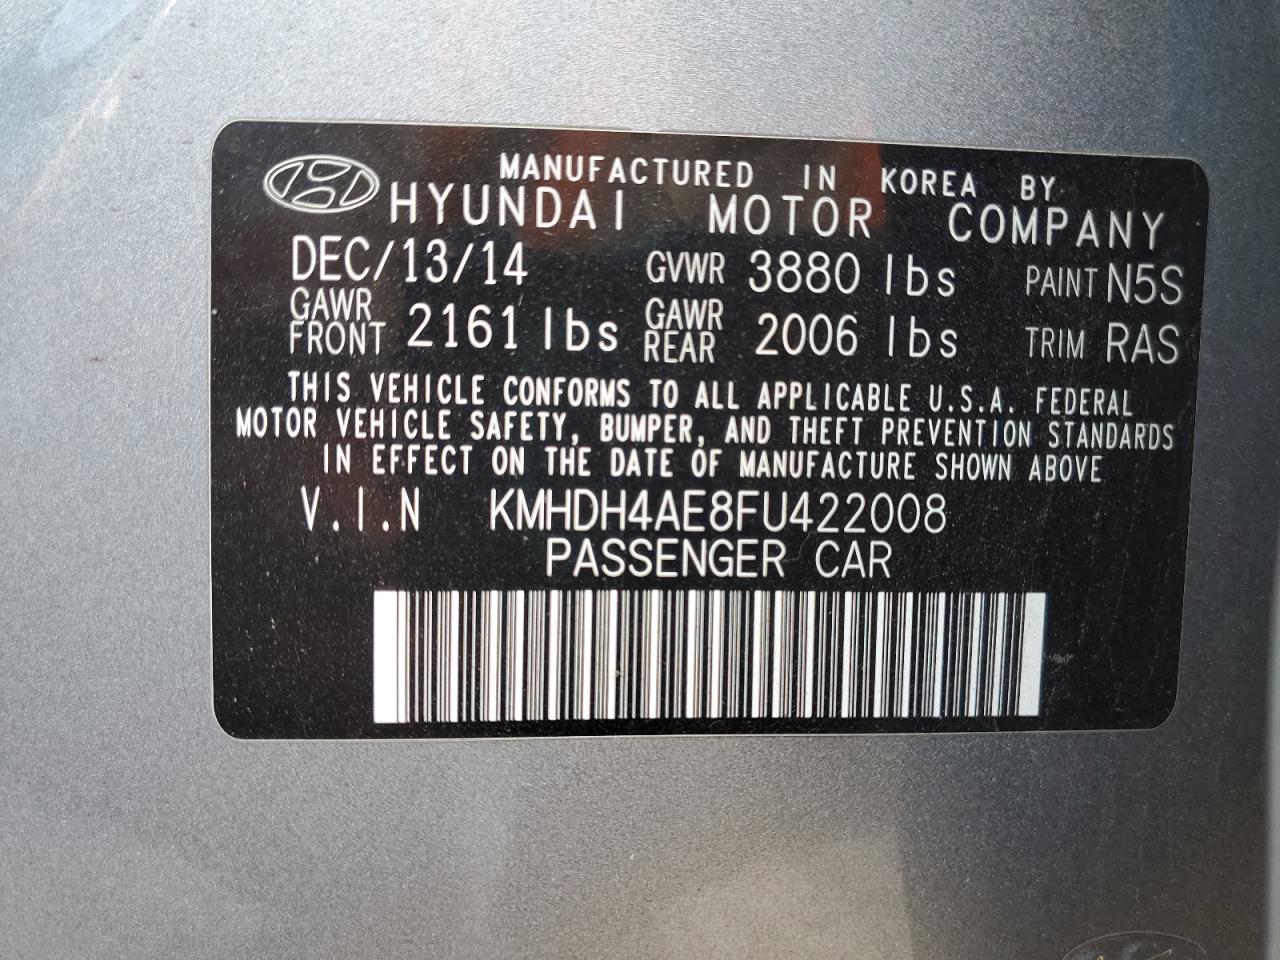 MANUFACTURED IN KOREA BY
HYUNDAI MOTOR COMPANY
DEC/13/14 GVWR 3880 lbs PAINT N5S
GAWR FRONT 2161 lbs GAWR REAR 2006 lbs TRIM RAS
THIS VEHICLE CONFORMS TO ALL APPLICABLE U.S.A. FEDERAL
MOTOR VEHICLE SAFETY, BUMPER, AND THEFT PREVENTION STANDARDS
IN EFFECT ON THE DATE OF MANUFACTURE SHOWN ABOVE
V.I.N KMHDH4AE8FU422008
PASSENGER CAR